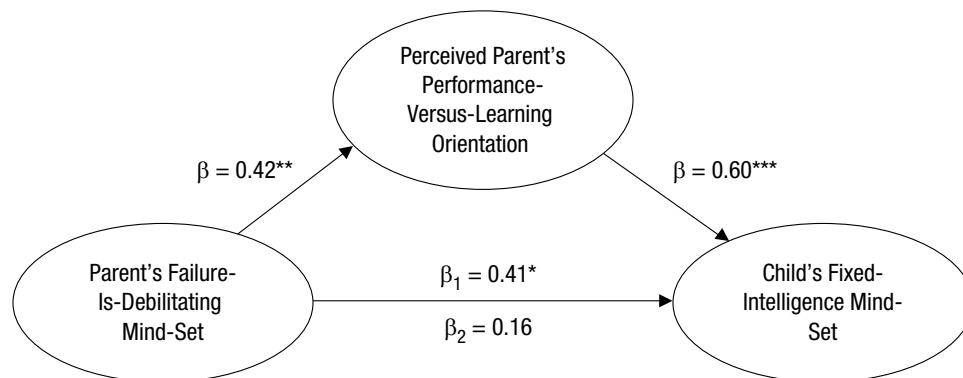 Perceived Parent's
Performance-
Versus-Learning
Orientation
β = 0.42**
β = 0.60***
Parent's Failure-
Is-Debilitating
Mind-Set
β₁ = 0.41*
β₂ = 0.16
Child's Fixed-
Intelligence Mind-
Set